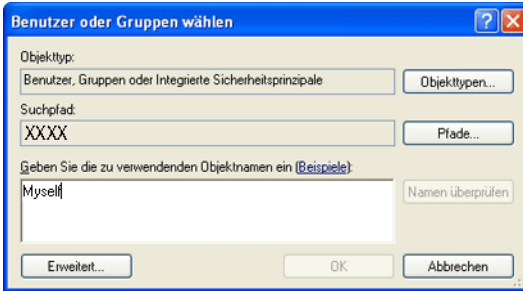 Benutzer oder Gruppen wählen
Objekttyp:
Benutzer, Gruppen oder Integrierte Sicherheitsprinzipale
Objekttypen...
Suchpfad:
XXXX
Pfade...
Geben Sie die zu verwendenden Objektnamen ein (Beispiele):
Myself
Namen überprüfen
Erweitert...
OK
Abbrechen